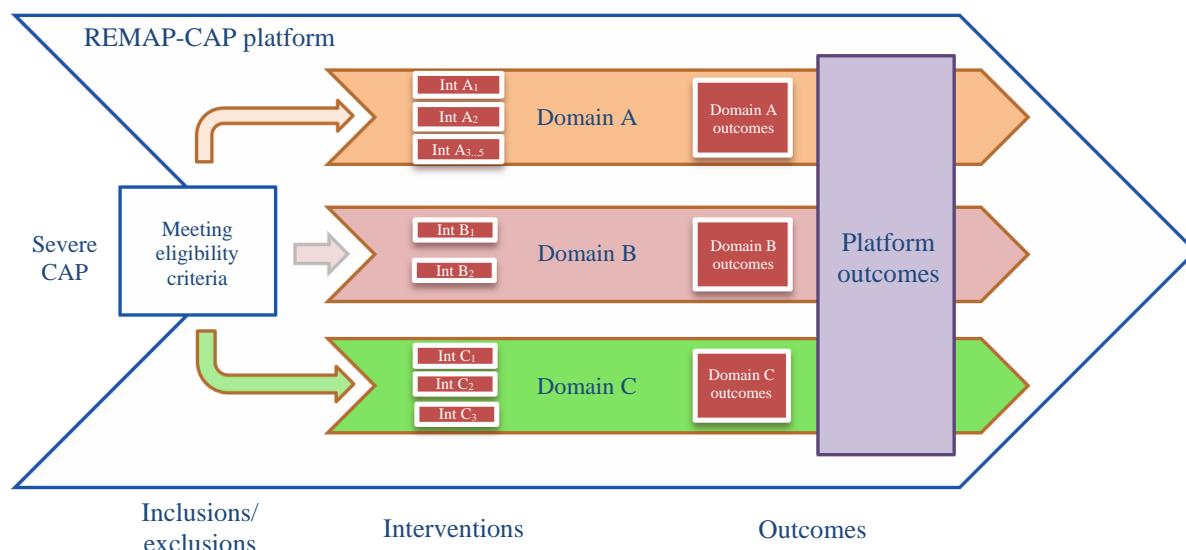 REMAP-CAP platform
Severe
CAP
Meeting
eligibility
criteria
Int A1
Int A2
Int A3...5
Domain A
Domain A
outcomes
Int B1
Int B2
Domain B
Domain B
outcomes
Int C1
Int C2
Int C3
Domain C
Domain C
outcomes
Platform
outcomes
Inclusions/
exclusions
Interventions
Outcomes